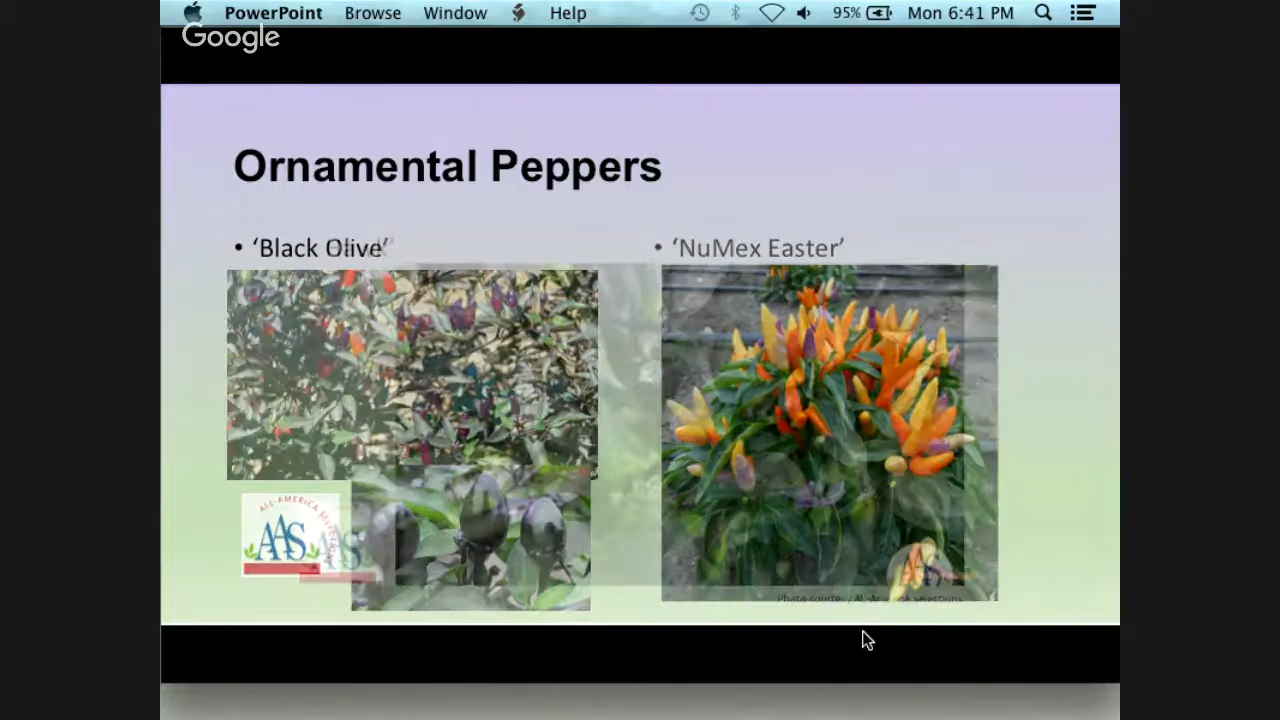 PowerPoint Browse Window Help 95% Mon 6:41 PM
Google
Ornamental Peppers
• ‘Black Olive’
• ‘NuMex Easter’
ALL-AMERICA SELECTIONS
AAS